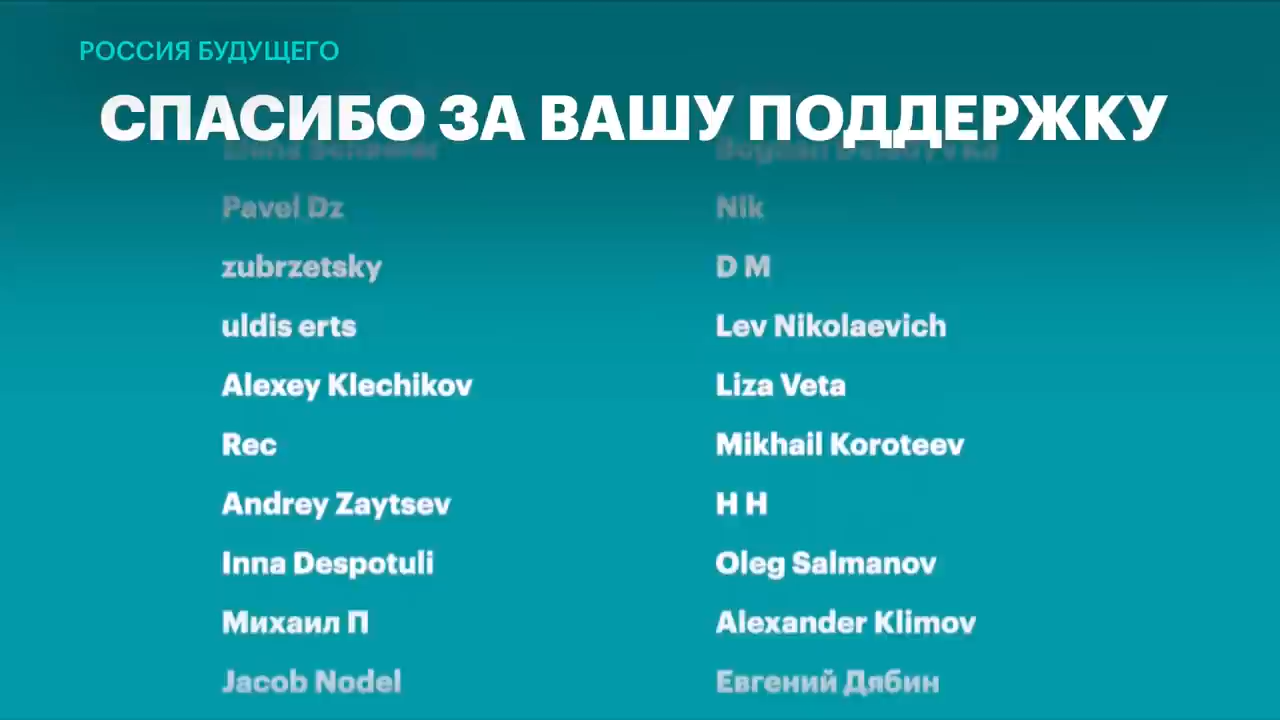 РОССИЯ БУДУЩЕГО
СПАСИБО ЗА ВАШУ ПОДДЕРЖКУ
Pavel Dz
Nik
zubrzetsky
D M
uldis erts
Lev Nikolaevich
Alexey Klechikov
Liza Veta
Rec
Mikhail Koroteev
Andrey Zaytsev
H H
Inna Despotuli
Oleg Salmanov
Михаил П
Alexander Klimov
Jacob Nodel
Евгений Дябин